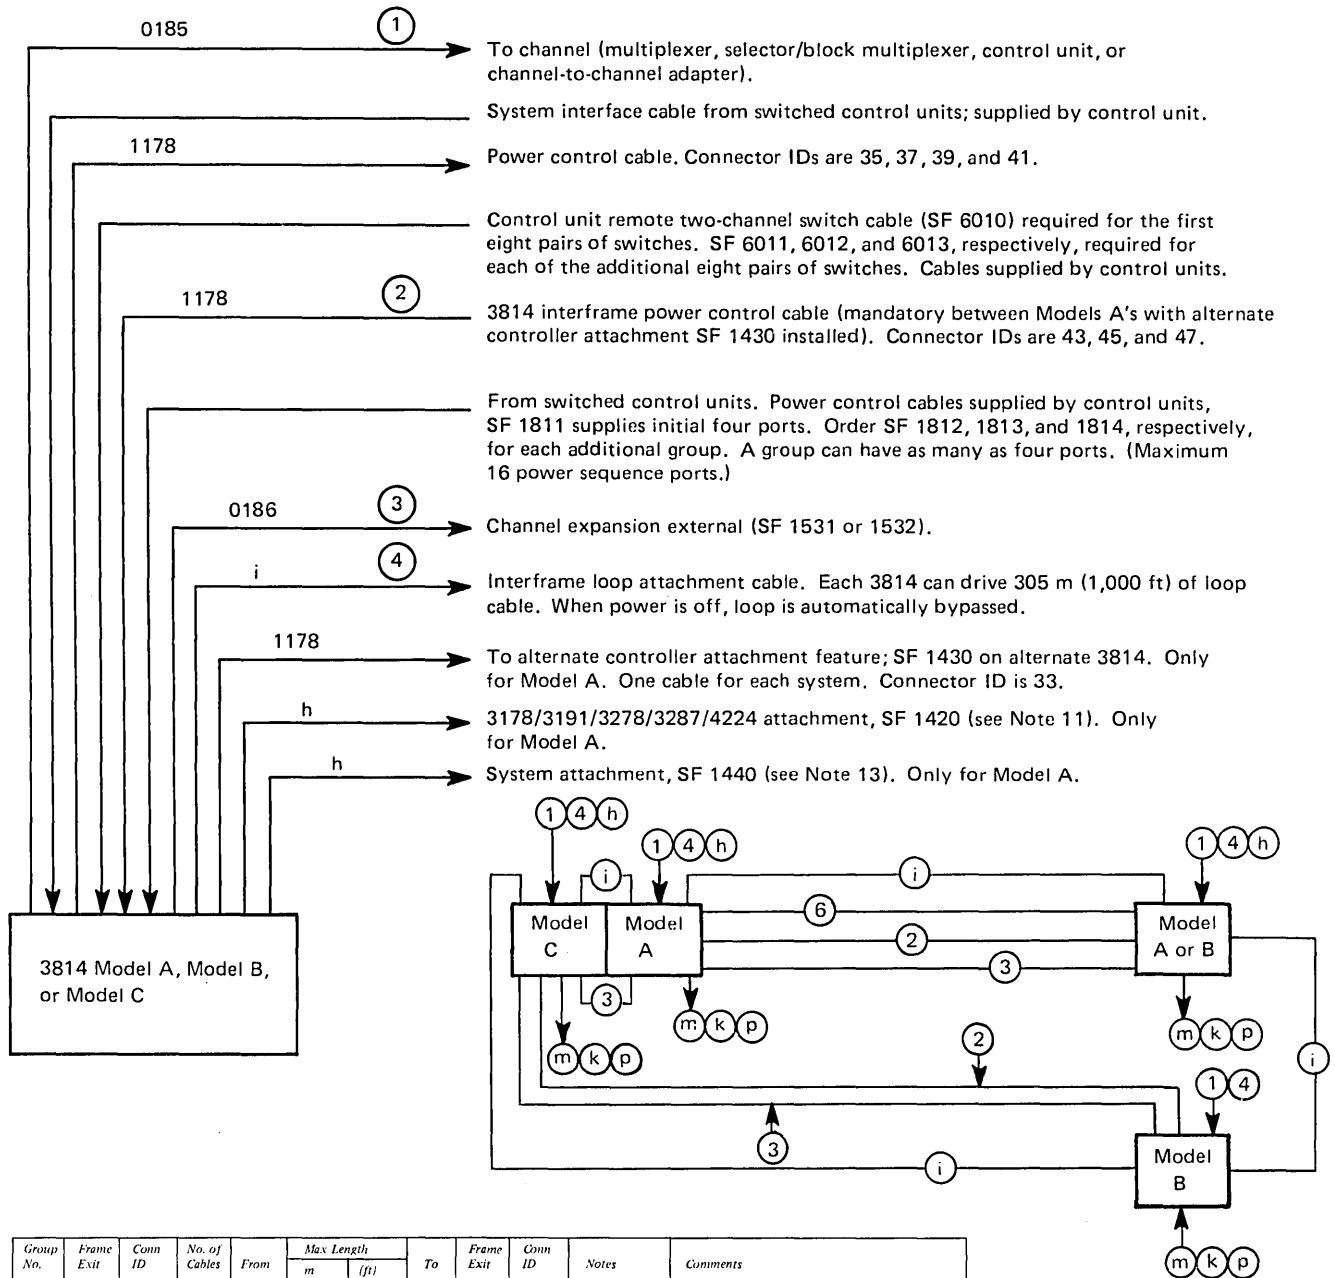 0185
1
To channel (multiplexer, selector/block multiplexer, control unit, or
channel-to-channel adapter).
System interface cable from switched control units; supplied by control unit.
1178
Power control cable. Connector IDs are 35, 37, 39, and 41.
Control unit remote two-channel switch cable (SF 6010) required for the first
eight pairs of switches. SF 6011, 6012, and 6013, respectively, required for
each of the additional eight pairs of switches. Cables supplied by control units.
1178
2
3814 interframe power control cable (mandatory between Models A's with alternate
controller attachment SF 1430 installed). Connector IDs are 43, 45, and 47.
From switched control units. Power control cables supplied by control units,
SF 1811 supplies initial four ports. Order SF 1812, 1813, and 1814, respectively,
for each additional group. A group can have as many as four ports. (Maximum
16 power sequence ports.)
0186
3
Channel expansion external (SF 1531 or 1532).
i
4
Interframe loop attachment cable. Each 3814 can drive 305 m (1,000 ft) of loop
cable. When power is off, loop is automatically bypassed.
1178
To alternate controller attachment feature; SF 1430 on alternate 3814. Only
for Model A. One cable for each system. Connector ID is 33.
h
3178/3191/3278/3287/4224 attachment, SF 1420 (see Note 11). Only
for Model A.
h
System attachment, SF 1440 (see Note 13). Only for Model A.
3814 Model A, Model B,
or Model C
1 4 h
1 4 h
1 4 h
i
i
6
2
3
Model
C
Model
A
Model
A or B
3
m k p
m k p
m k p
2
i
1 4
3
i
Model
B
m k p
Group No.
Frame Exit
Conn ID
No. of Cables
From
Max Length
m
(ft)
To
Frame Exit
Conn ID
Notes
Comments